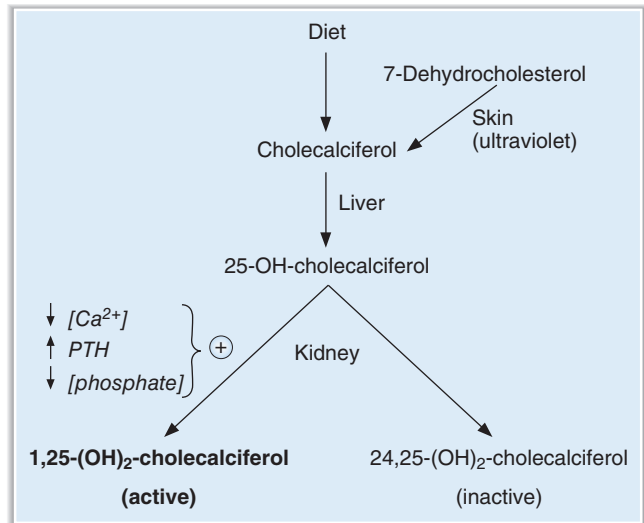 Diet
7-Dehydrocholesterol
Skin
(ultraviolet)
Cholecalciferol
Liver
25-OH-cholecalciferol
↓ [Ca²⁺]
↑ PTH
↓ [phosphate]
+
Kidney
1,25-(OH)₂-cholecalciferol
(active)
24,25-(OH)₂-cholecalciferol
(inactive)